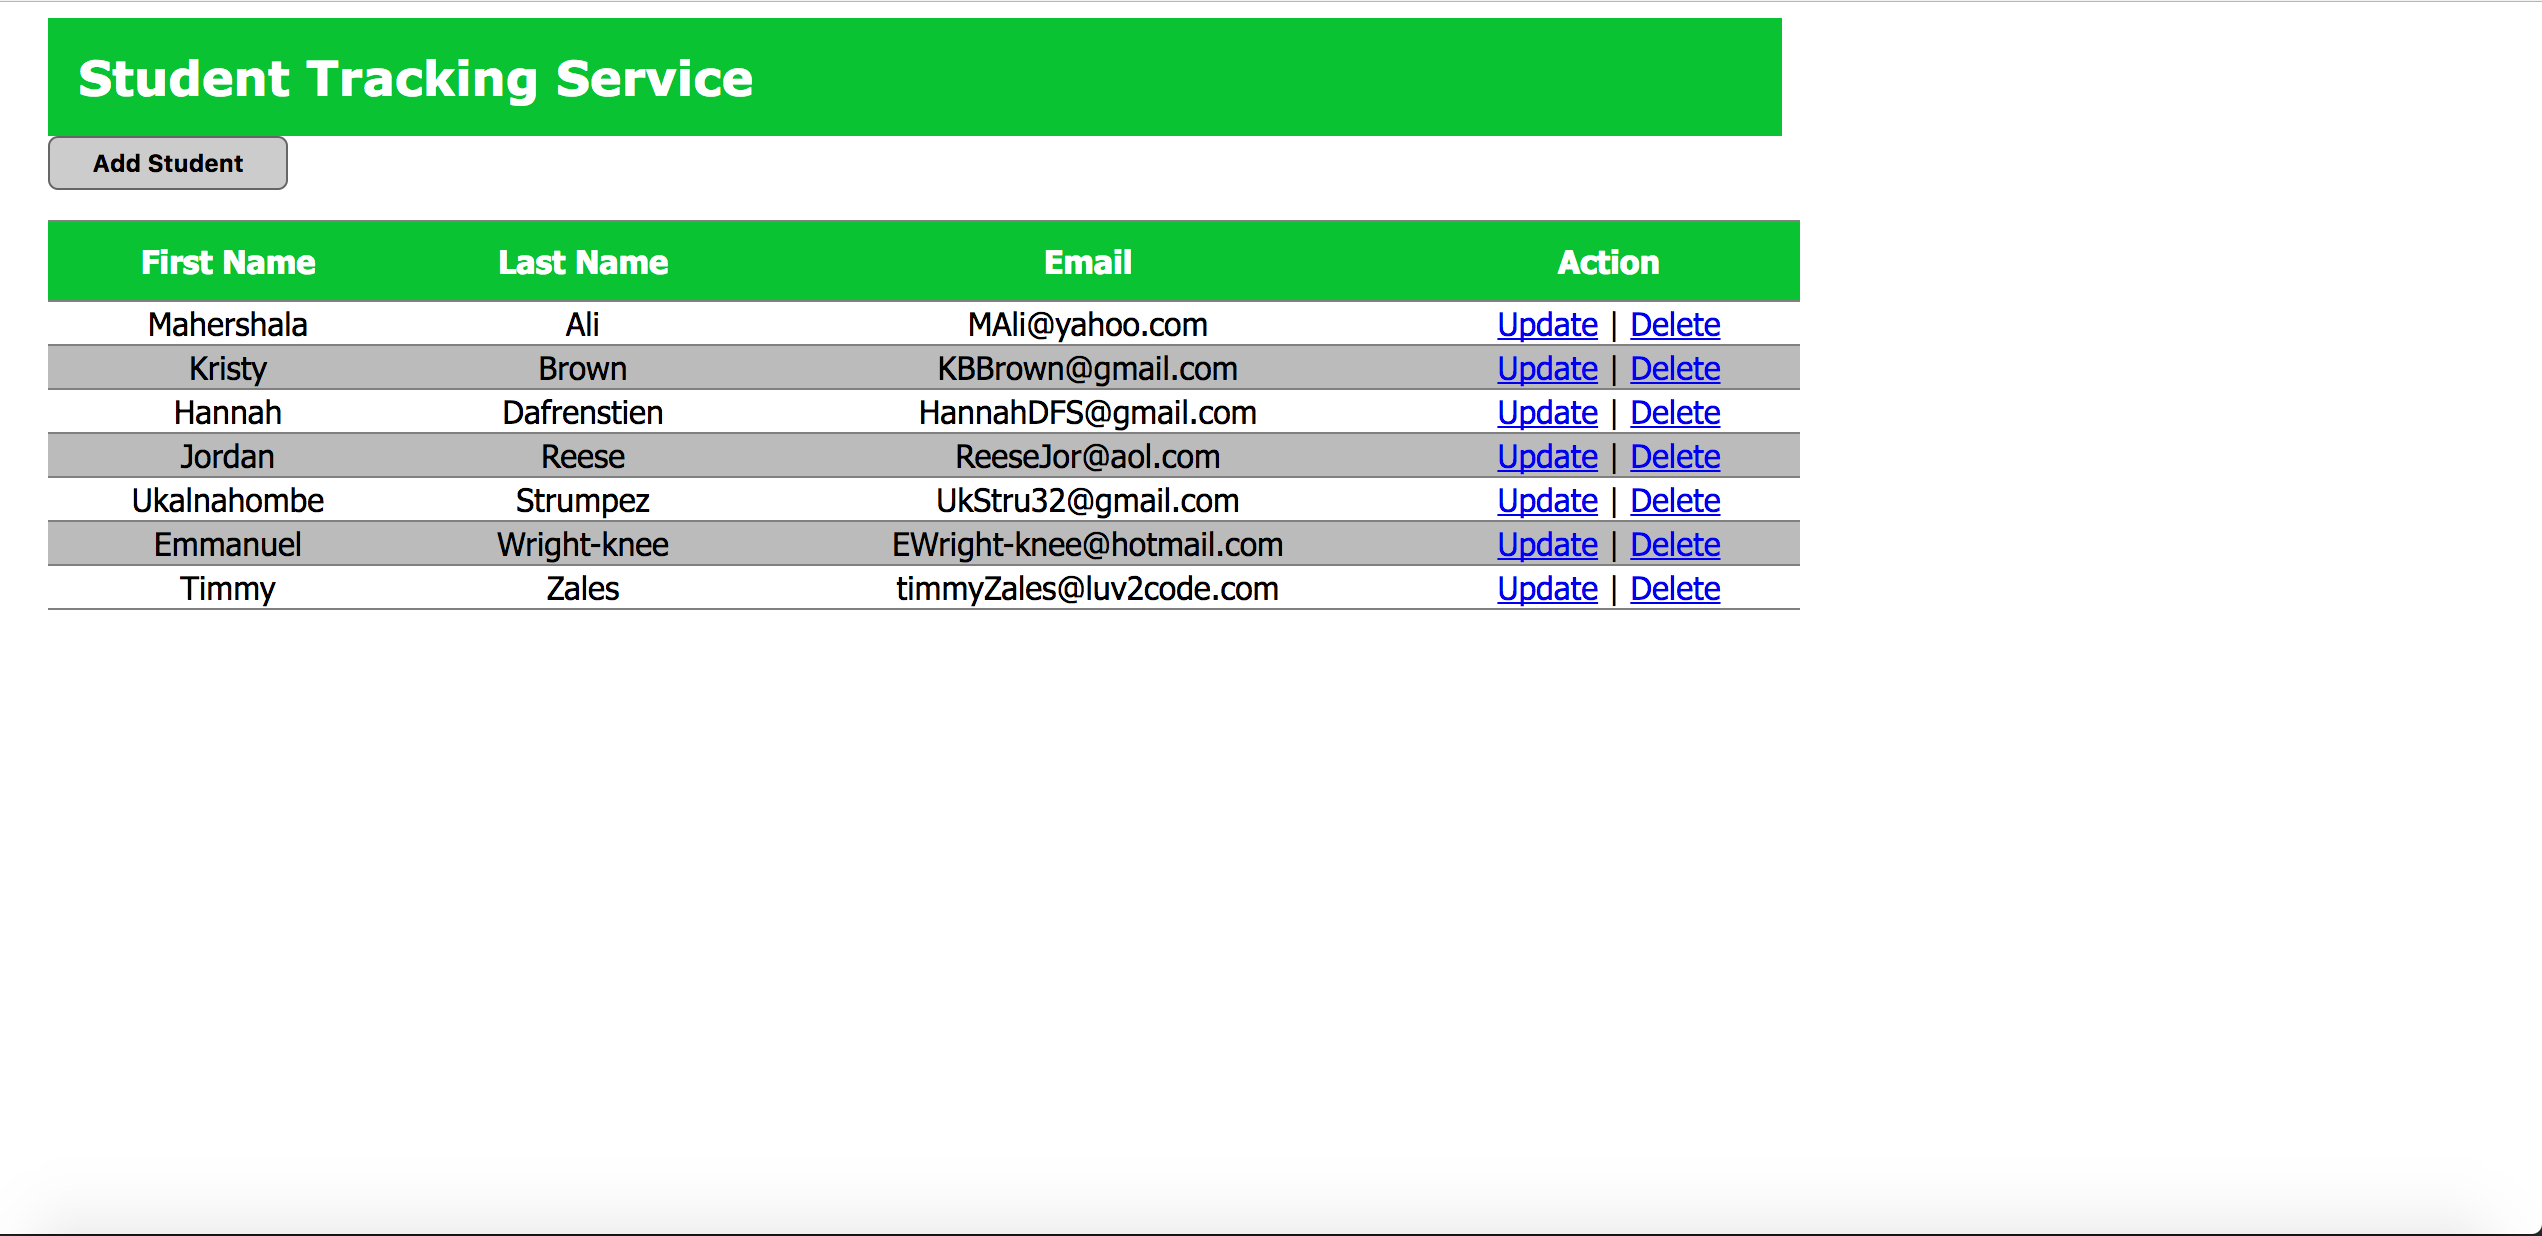 Student Tracking Service
Add Student
First Name Last Name Email Action
Mahershala Ali MAli@yahoo.com Update | Delete
Kristy Brown KBBrown@gmail.com Update | Delete
Hannah Dafrenstien HannahDFS@gmail.com Update | Delete
Jordan Reese ReeseJor@aol.com Update | Delete
Ukalnahombe Strumpez UkStru32@gmail.com Update | Delete
Emmanuel Wright-knee EWright-knee@hotmail.com Update | Delete
Timmy Zales timmyZales@luv2code.com Update | Delete